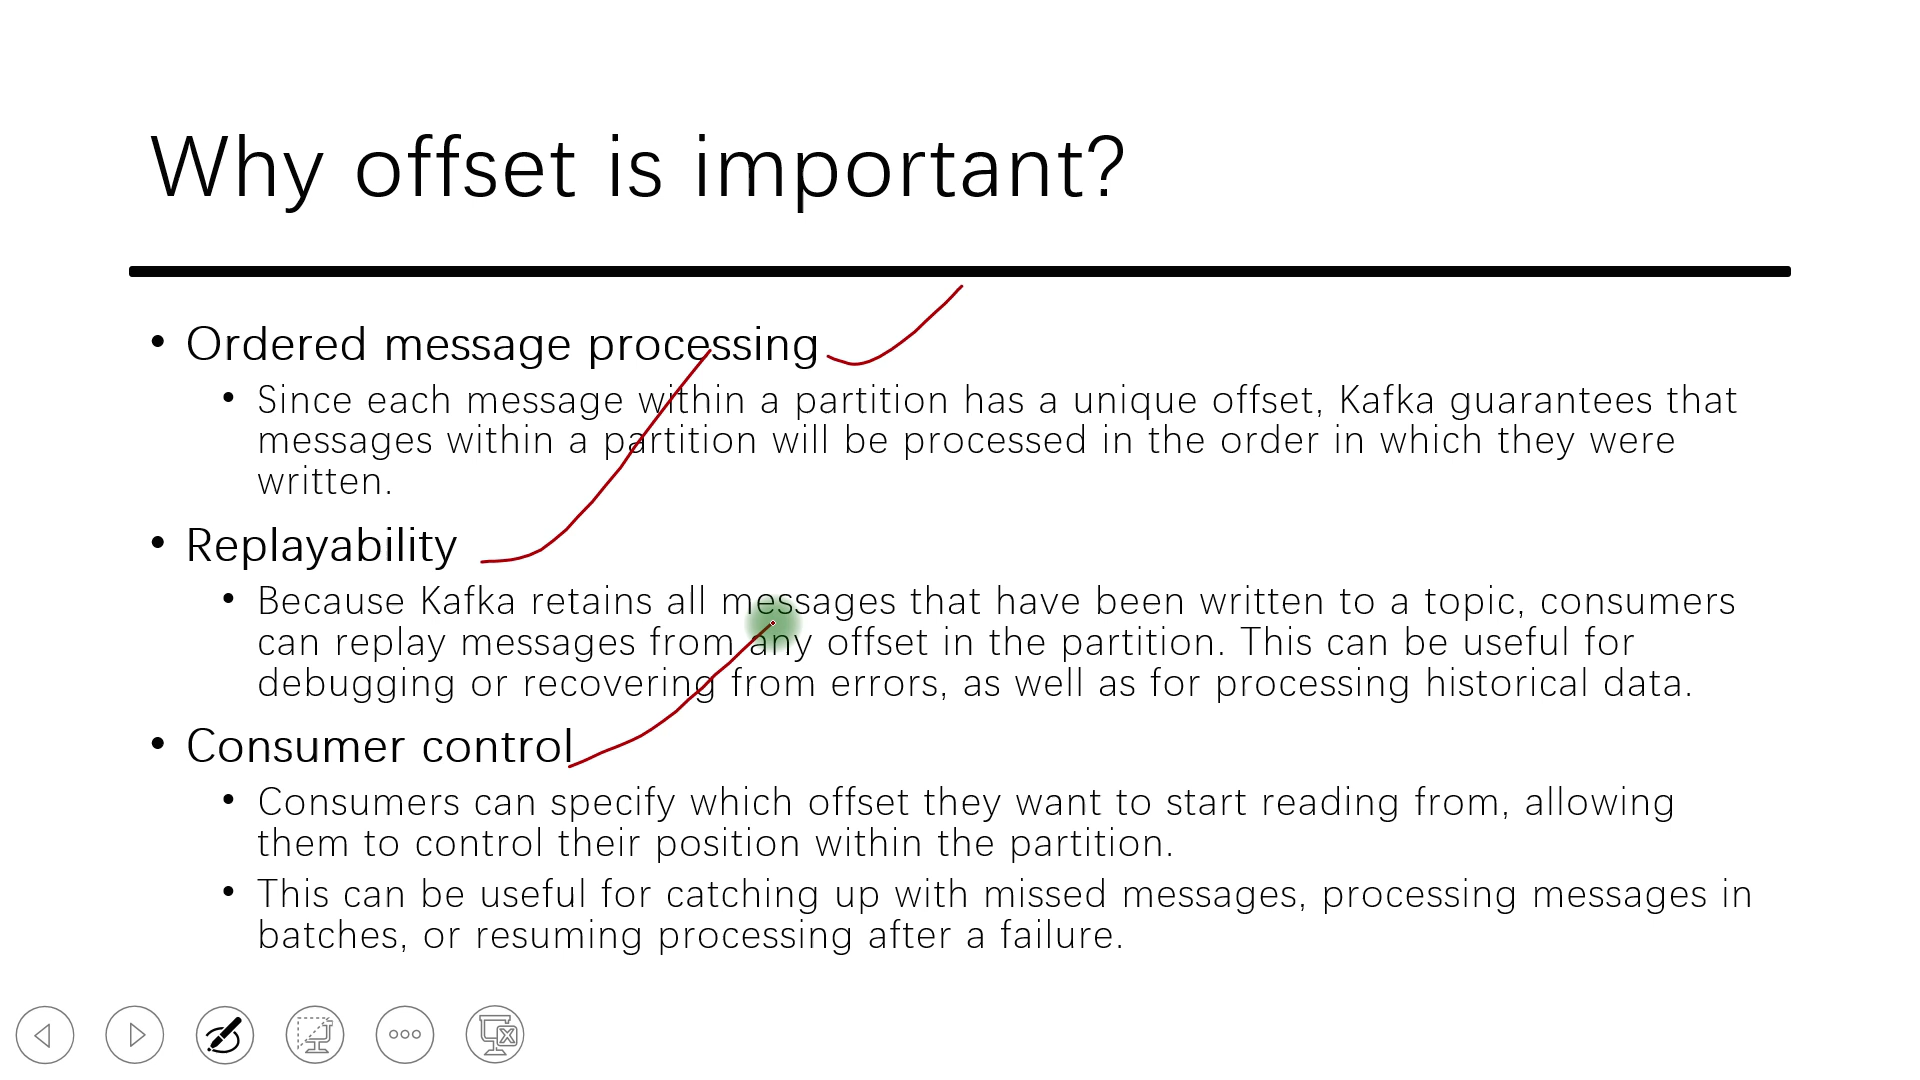 Why offset is important?
• Ordered message processing
• Since each message within a partition has a unique offset, Kafka guarantees that
messages within a partition will be processed in the order in which they were
written.
• Replayability
• Because Kafka retains all messages that have been written to a topic, consumers
can replay messages from any offset in the partition. This can be useful for
debugging or recovering from errors, as well as for processing historical data.
• Consumer control
• Consumers can specify which offset they want to start reading from, allowing
them to control their position within the partition.
• This can be useful for catching up with missed messages, processing messages in
batches, or resuming processing after a failure.